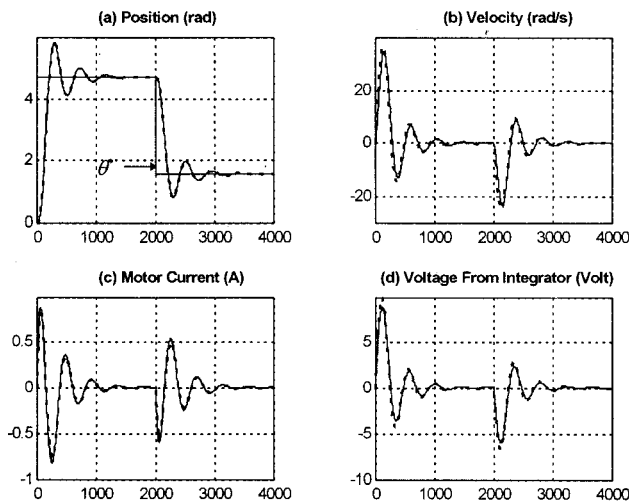 (a) Position (rad)
(b) Velocity (rad/s)
4
2
0
θ*
0 1000 2000 3000 4000
20
0
-20
0 1000 2000 3000 4000
(c) Motor Current (A)
(d) Voltage From Integrator (Volt)
0.5
0
-0.5
-1
0 1000 2000 3000 4000
10
5
0
-5
-10
0 1000 2000 3000 4000